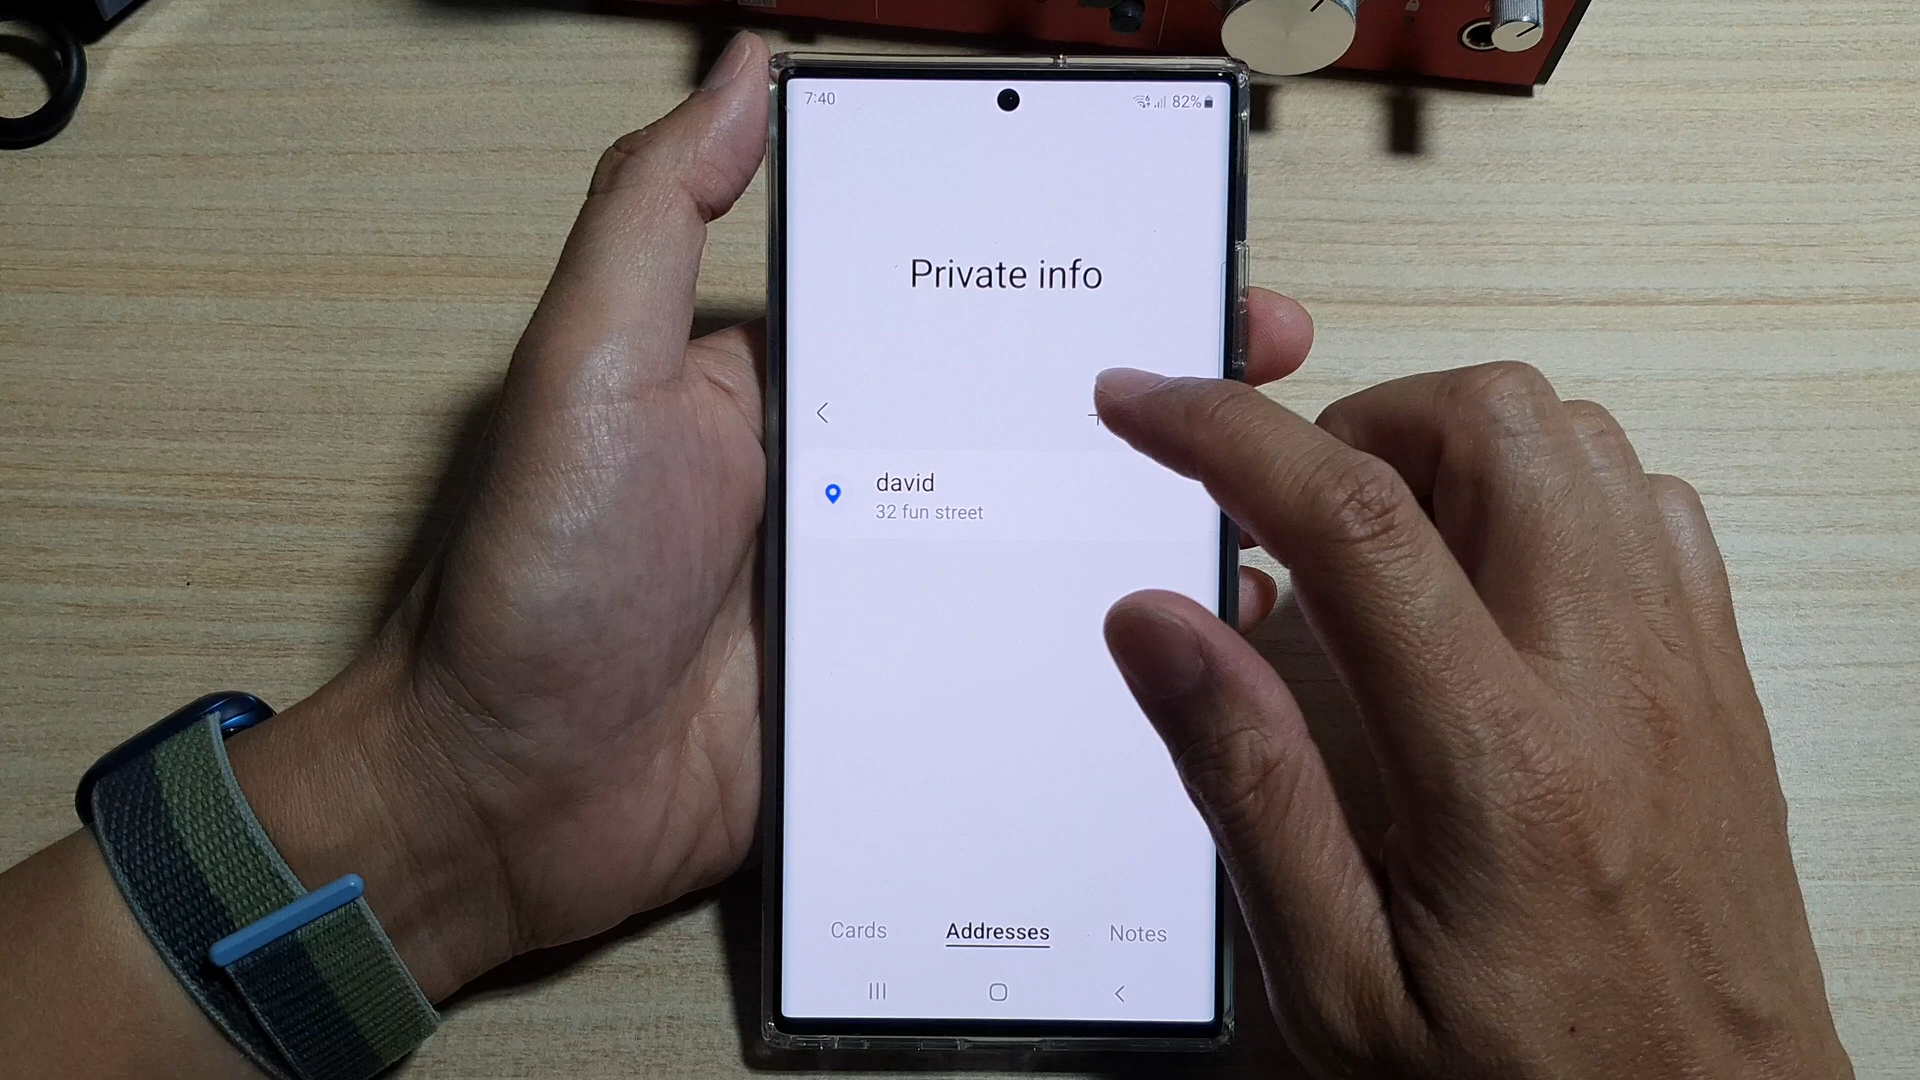 7:40
82%
Private info
david
32 fun street
Cards
Addresses
Notes